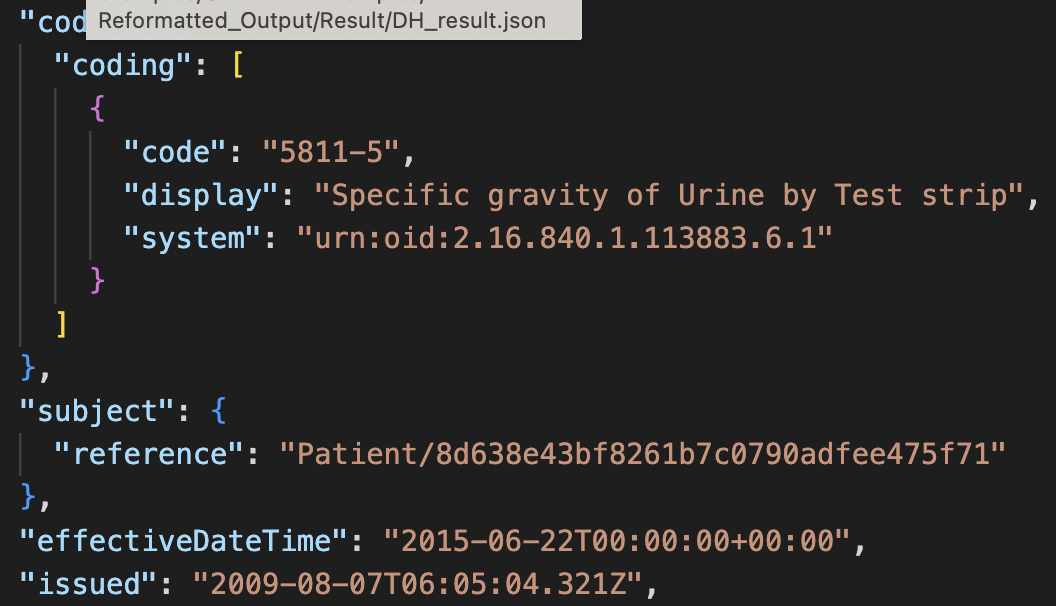 "cod
Reformatted_Output/Result/DH_result.json
"coding": [
{
"code": "5811-5",
"display": "Specific gravity of Urine by Test strip",
"system": "urn:oid:2.16.840.1.113883.6.1"
}
]
},
"subject": {
"reference": "Patient/8d638e43bf8261b7c0790adfee475f71"
},
"effectiveDateTime": "2015-06-22T00:00:00+00:00",
"issued": "2009-08-07T06:05:04.321Z",